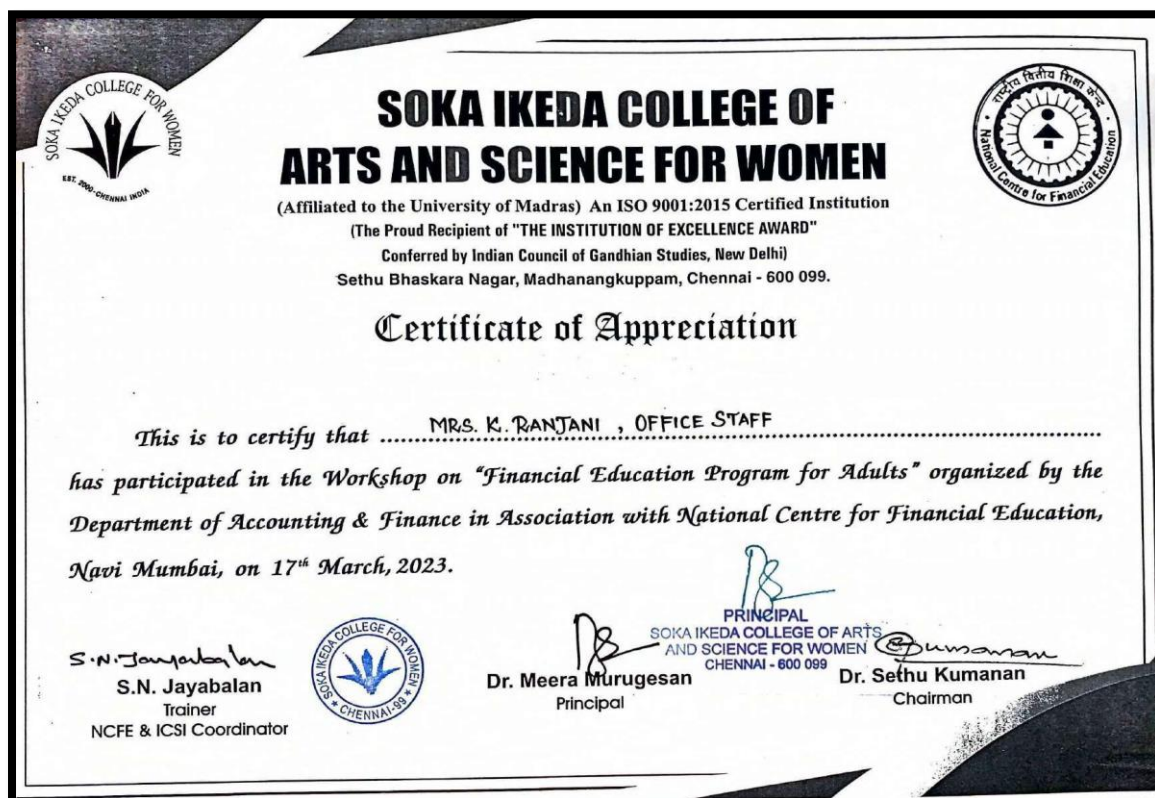 SOKA IKEDA COLLEGE FOR WOMEN
EST. 2000-CHENNAI INDIA
राष्ट्रीय वित्तीय शिक्षा केन्द्र
National Centre for Financial Education
SOKA IKEDA COLLEGE OF
ARTS AND SCIENCE FOR WOMEN
(Affiliated to the University of Madras) An ISO 9001:2015 Certified Institution
(The Proud Recipient of "THE INSTITUTION OF EXCELLENCE AWARD"
Conferred by Indian Council of Gandhian Studies, New Delhi)
Sethu Bhaskara Nagar, Madhanangkuppam, Chennai - 600 099.
Certificate of Appreciation
This is to certify that MRS. K. RANJANI , OFFICE STAFF
has participated in the Workshop on "Financial Education Program for Adults" organized by the
Department of Accounting & Finance in Association with National Centre for Financial Education,
Navi Mumbai, on 17th March, 2023.
PRINCIPAL
SOKA IKEDA COLLEGE OF ARTS
AND SCIENCE FOR WOMEN
CHENNAI - 600 099
SOKA IKEDA COLLEGE FOR WOMEN
CHENNAI-99
S.N. Jayabalan
Trainer
NCFE & ICSI Coordinator
Dr. Meera Murugesan
Principal
Dr. Sethu Kumanan
Chairman